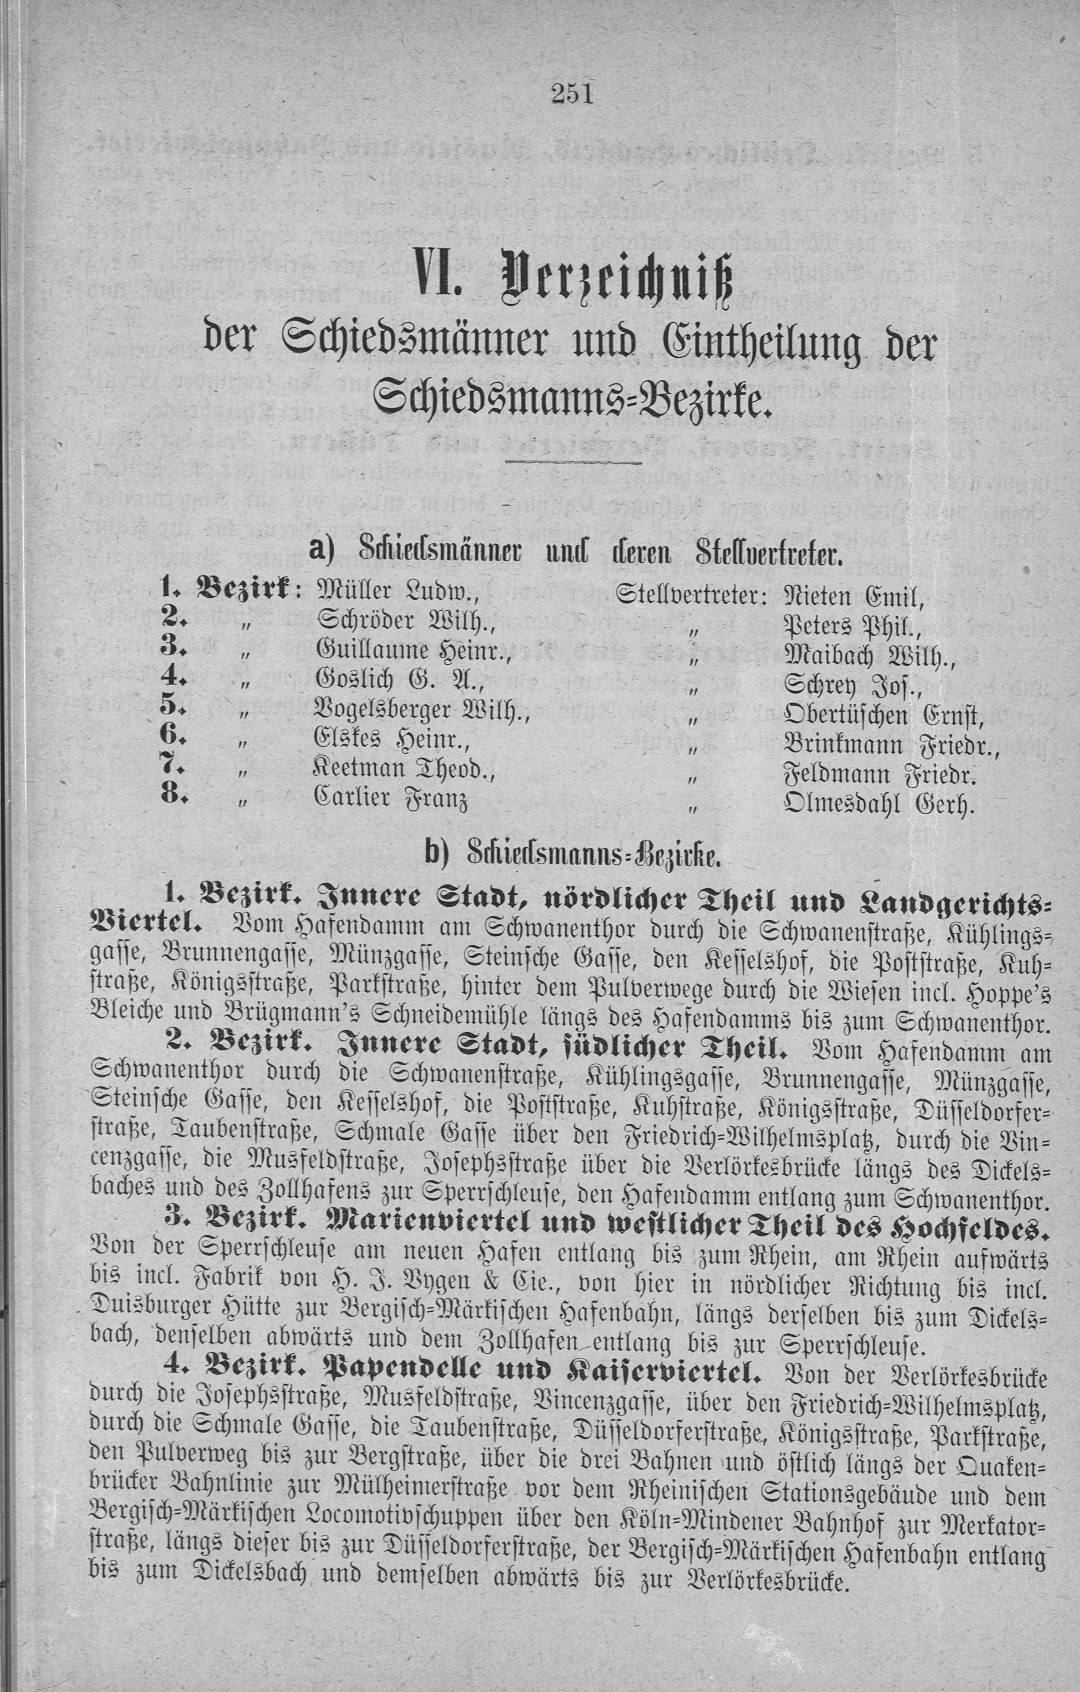 251
VI. Verzeichniß
der Schiedsmänner und Eintheilung der
Schiedsmanns-Bezirke.
a) Schiedsmänner und deren Stellvertreter.
1. Bezirk: Müller Ludw., Stellvertreter: Nieten Emil,
2. „ Schröder Wilh., „ Peters Phil.,
3. „ Guillaume Heinr., „ Maibach Wilh.,
4. „ Goslich G. A., „ Schrey Jos.,
5. „ Vogelsberger Wilh., „ Obertüschen Ernst,
6. „ Elskes Heinr., „ Brinkmann Friedr.,
7. „ Keetman Theod., „ Feldmann Friedr.
8. „ Carlier Franz „ Olmesdahl Gerh.
b) Schiedsmanns-Bezirke.
1. Bezirk. Innere Stadt, nördlicher Theil und Landgerichts-
Viertel. Vom Hafendamm am Schwanenthor durch die Schwanenstraße, Kühlings-
gasse, Brunnengasse, Münzgasse, Steinsche Gasse, den Kesselshof, die Poststraße, Kuh-
straße, Königsstraße, Parkstraße, hinter dem Pulverwege durch die Wiesen incl. Hoppe's
Bleiche und Brügmann's Schneidemühle längs des Hafendamms bis zum Schwanenthor.
2. Bezirk. Innere Stadt, südlicher Theil. Vom Hafendamm am
Schwanenthor durch die Schwanenstraße, Kühlingsgasse, Brunnengasse, Münzgasse,
Steinsche Gasse, den Kesselshof, die Poststraße, Kuhstraße, Königsstraße, Düsseldorfer-
straße, Taubenstraße, Schmale Gasse über den Friedrich-Wilhelmsplatz, durch die Vin-
cenzgasse, die Musfeldstraße, Josephsstraße über die Verlörkesbrücke längs des Dickels-
baches und des Zollhafens zur Sperrschleuse, den Hafendamm entlang zum Schwanenthor.
3. Bezirk. Marienviertel und westlicher Theil des Hochfeldes.
Von der Sperrschleuse am neuen Hafen entlang bis zum Rhein, am Rhein aufwärts
bis incl. Fabrik von H. J. Vygen & Cie., von hier in nördlicher Richtung bis incl.
Duisburger Hütte zur Bergisch-Märkischen Hafenbahn, längs derselben bis zum Dickels-
bach, denselben abwärts und dem Zollhafen entlang bis zur Sperrschleuse.
4. Bezirk. Papendelle und Kaiserviertel. Von der Verlörkesbrücke
durch die Josephsstraße, Musfeldstraße, Vincenzgasse, über den Friedrich-Wilhelmsplatz,
durch die Schmale Gasse, die Taubenstraße, Düsseldorferstraße, Königsstraße, Parkstraße,
den Pulverweg bis zur Bergstraße, über die drei Bahnen und östlich längs der Quaken-
brücker Bahnlinie zur Mülheimerstraße vor dem Rheinischen Stationsgebäude und dem
Bergisch-Märkischen Locomotivschuppen über den Köln-Mindener Bahnhof zur Merkator-
straße, längs dieser bis zur Düsseldorferstraße, der Bergisch-Märkischen Hafenbahn entlang
bis zum Dickelsbach und demselben abwärts bis zur Verlörkesbrücke.